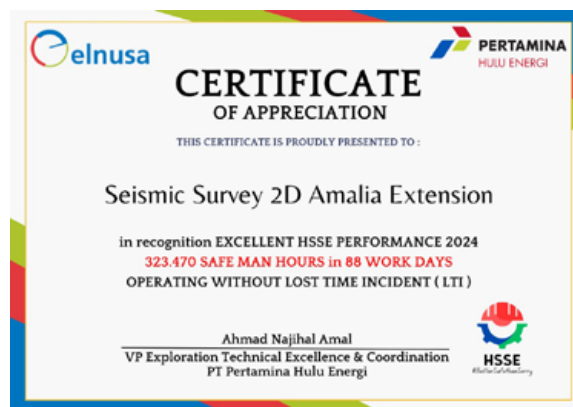 elnusa
PERTAMINA
HULU ENERGI
CERTIFICATE
OF APPRECIATION
THIS CERTIFICATE IS PROUDLY PRESENTED TO :
Seismic Survey 2D Amalia Extension
in recognition EXCELLENT HSSE PERFORMANCE 2024
323.470 SAFE MAN HOURS in 88 WORK DAYS
OPERATING WITHOUT LOST TIME INCIDENT ( LTI )
Ahmad Najihal Amal
VP Exploration Technical Excellence & Coordination
PT Pertamina Hulu Energi
HSSE